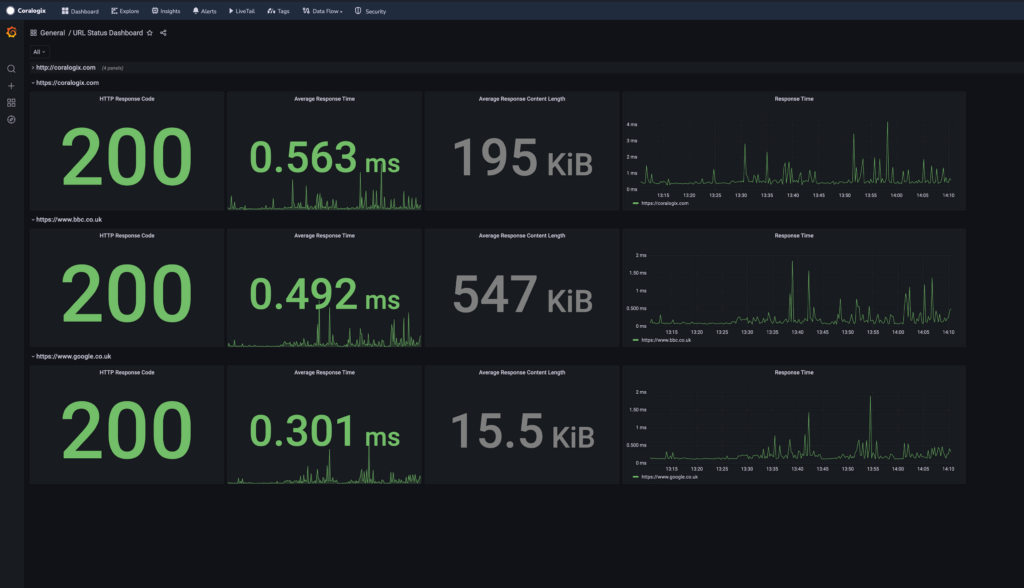 Coralogix Dashboard Explore Insights Alerts LiveTail Tags Data Flow Security
General / URL Status Dashboard
All
http://coralogix.com (4 panels)
https://coralogix.com
HTTP Response Code
200
Average Response Time
0.563 ms
Average Response Content Length
195 KiB
Response Time
4 ms
3 ms
2 ms
1 ms
0 ms
13:15 13:20 13:25 13:30 13:35 13:40 13:45 13:50 13:55 14:00 14:05 14:10
https://coralogix.com
https://www.bbc.co.uk
HTTP Response Code
200
Average Response Time
0.492 ms
Average Response Content Length
547 KiB
Response Time
2 ms
1.50 ms
1 ms
0.500 ms
0 ms
13:15 13:20 13:25 13:30 13:35 13:40 13:45 13:50 13:55 14:00 14:05 14:10
https://www.bbc.co.uk
https://www.google.co.uk
HTTP Response Code
200
Average Response Time
0.301 ms
Average Response Content Length
15.5 KiB
Response Time
2 ms
1.50 ms
1 ms
0.500 ms
0 ms
13:15 13:20 13:25 13:30 13:35 13:40 13:45 13:50 13:55 14:00 14:05 14:10
https://www.google.co.uk